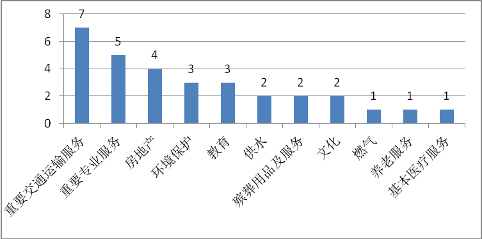 8
6
4
2
0
7
5
4
3
3
2
2
2
1
1
1
重要交通运输服务
重要专业服务
房地产
环境保护
教育
供水
殡葬用品及服务
文化
燃气
养老服务
基本医疗服务